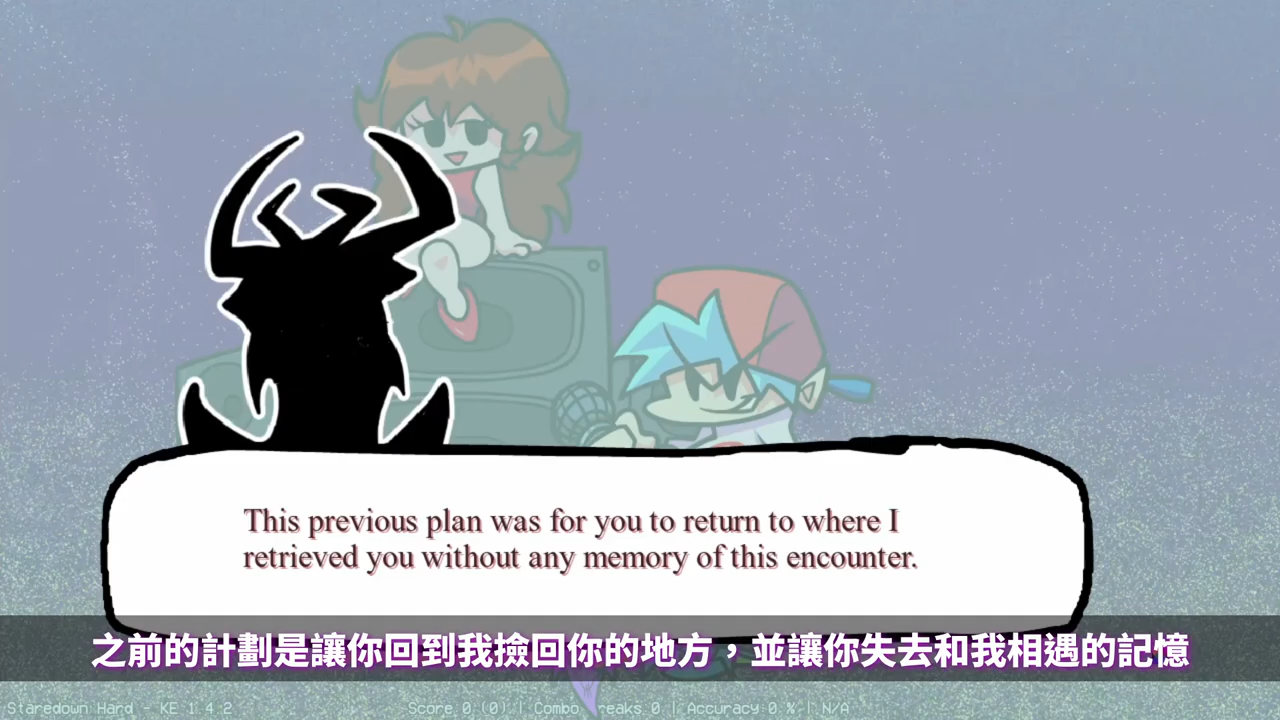 This previous plan was for you to return to where I
retrieved you without any memory of this encounter.
之前的計劃是讓你回到我撿回你的地方，並讓你失去和我相遇的記憶
Staredown Hard - KE 1.4.2
Score:0 (0) | Combo reaks:0 | Accuracy:0 % | N/A